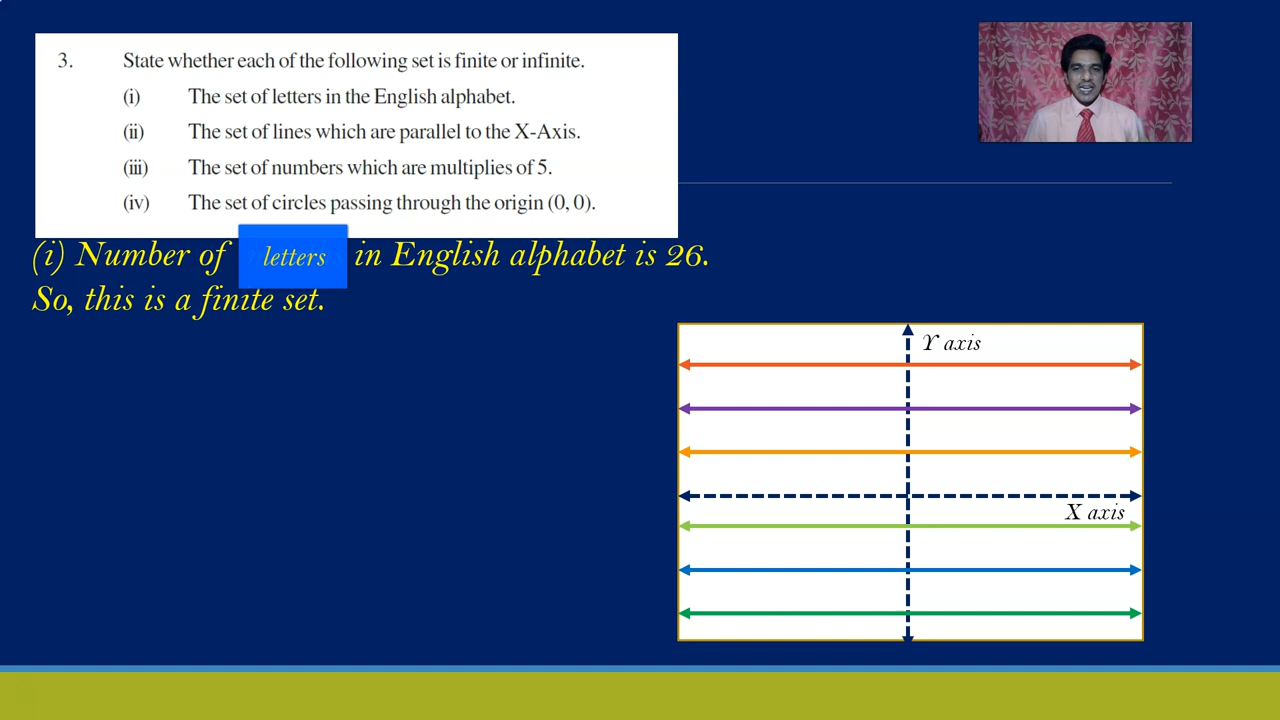 3. State whether each of the following set is finite or infinite.
(i) The set of letters in the English alphabet.
(ii) The set of lines which are parallel to the X-Axis.
(iii) The set of numbers which are multiplies of 5.
(iv) The set of circles passing through the origin (0, 0).
(i) Number of letters in English alphabet is 26.
So, this is a finite set.
Y axis
X axis